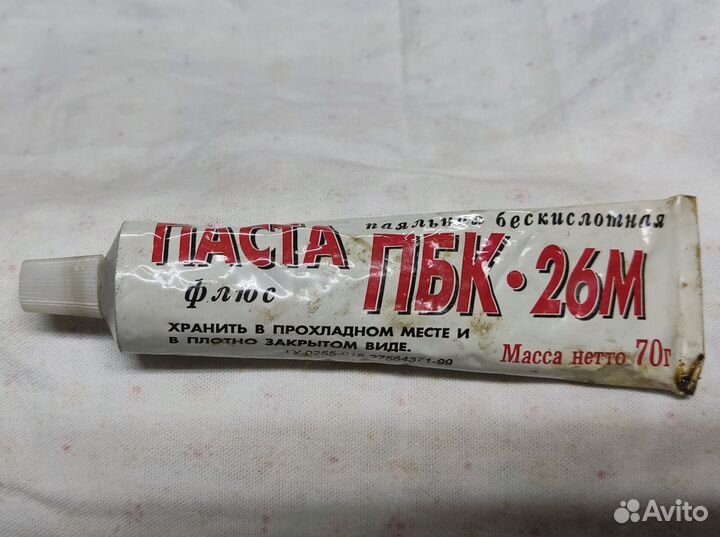 паяльная бескислотная
ПАСТА ПБК·26М
флюс
ХРАНИТЬ В ПРОХЛАДНОМ МЕСТЕ И
В ПЛОТНО ЗАКРЫТОМ ВИДЕ.
Масса нетто 70г
Avito